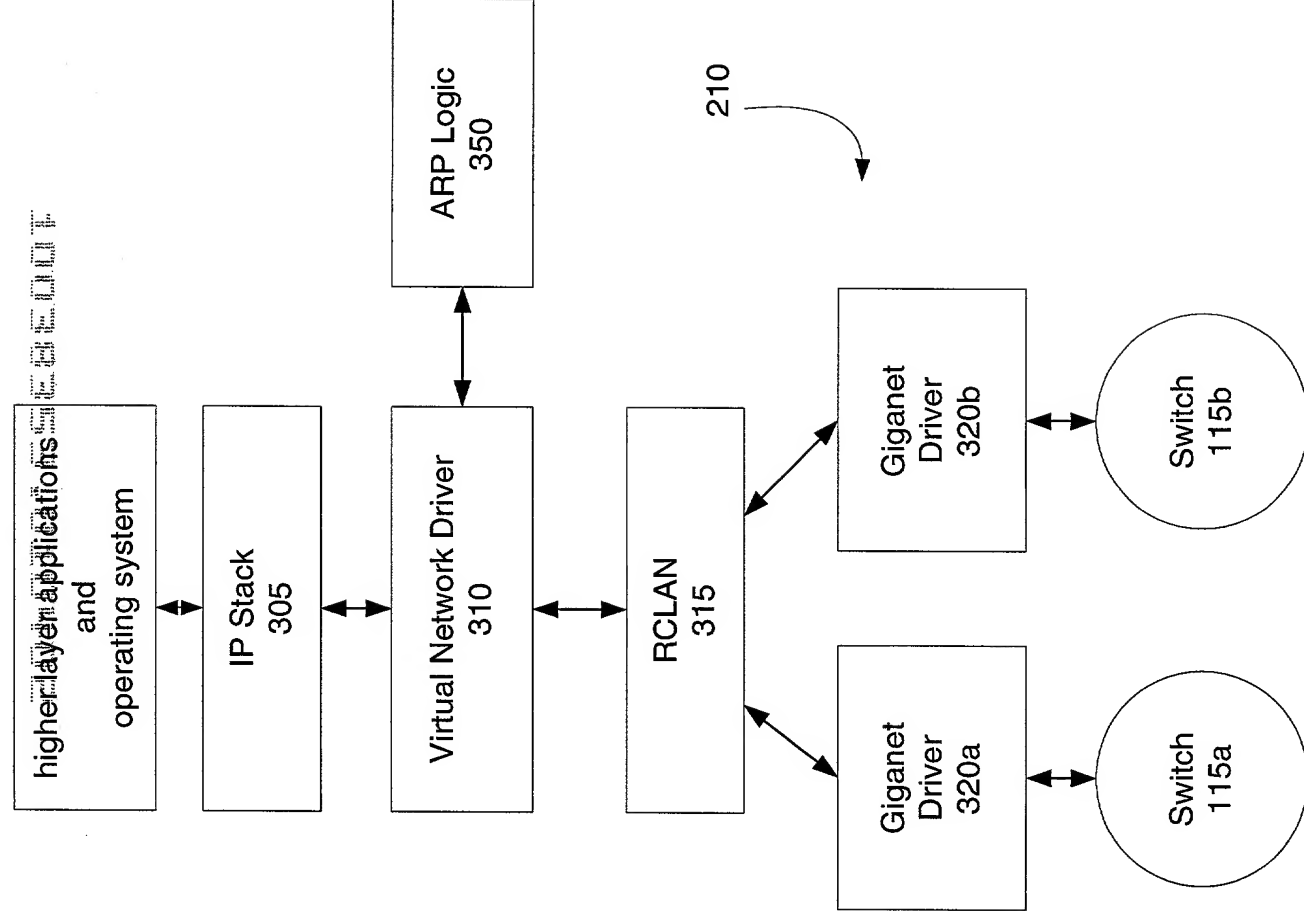 higher layer applications
and
operating system
IP Stack
305
Virtual Network Driver
310
ARP Logic
350
RCLAN
315
210
Giganet
Driver
320a
Giganet
Driver
320b
Switch
115a
Switch
115b